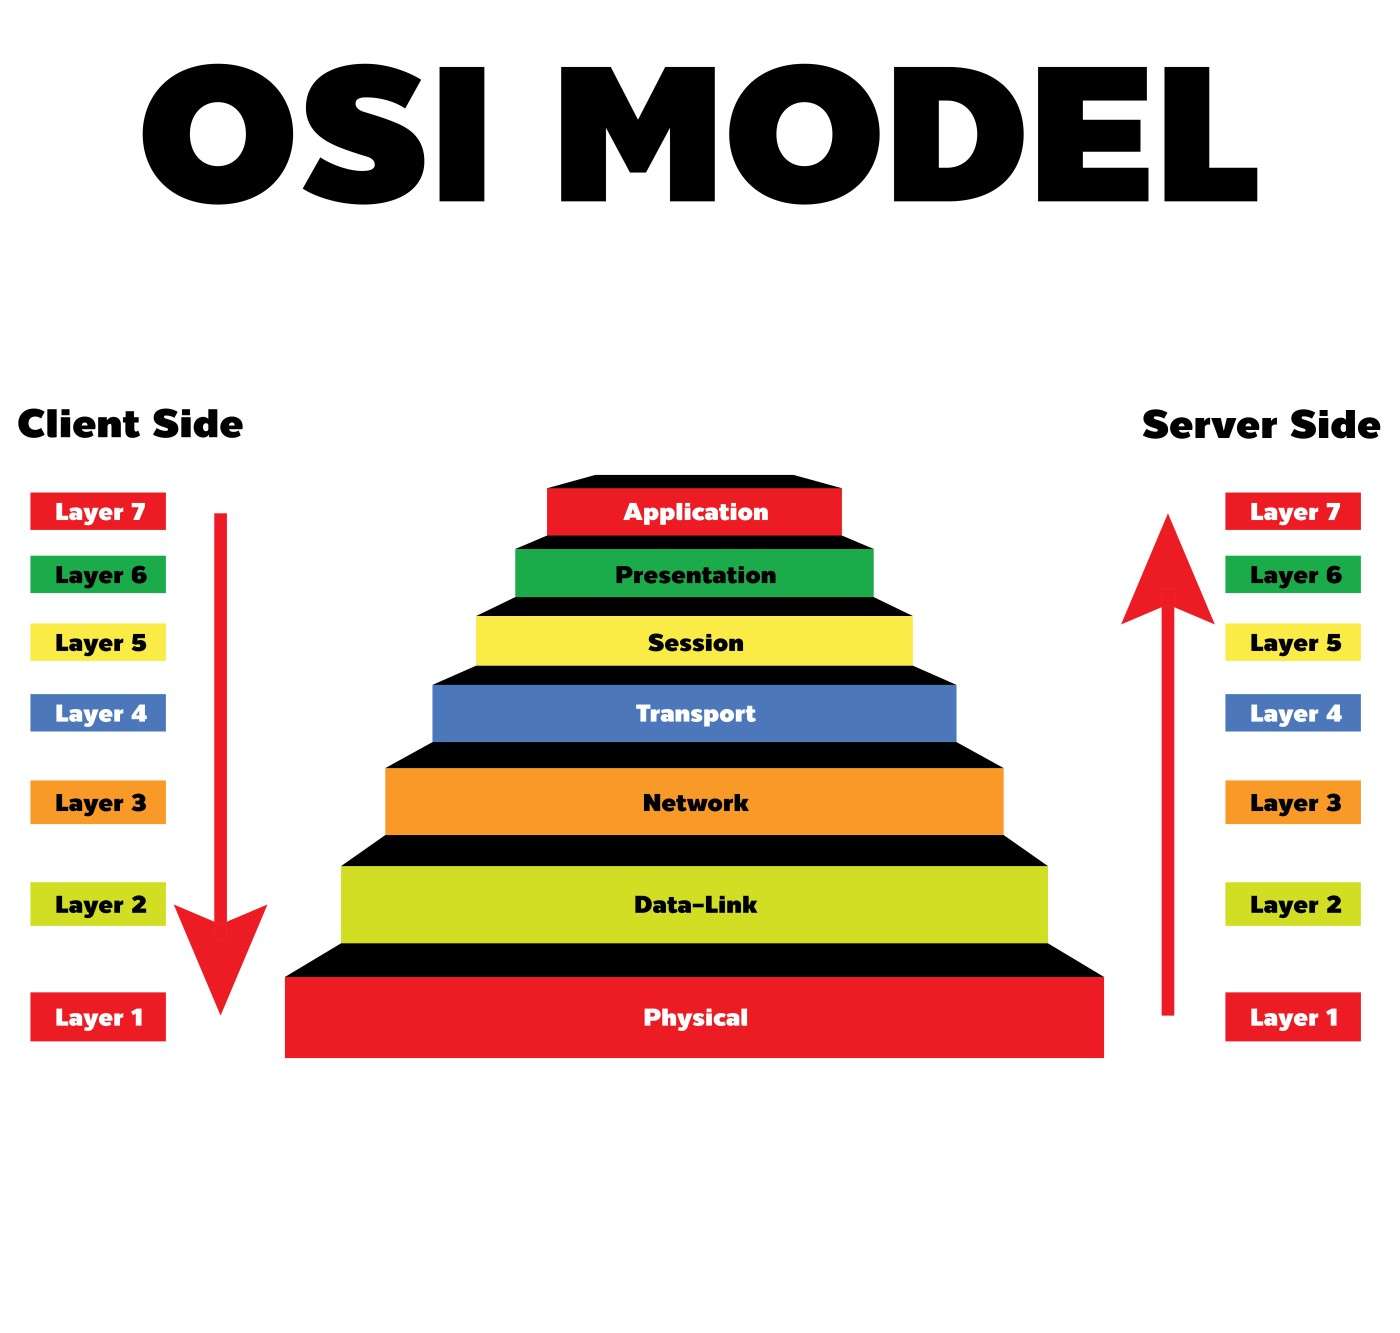 OSI MODEL
Client Side
Server Side
Layer 7
Application
Layer 7
Layer 6
Presentation
Layer 6
Layer 5
Session
Layer 5
Layer 4
Transport
Layer 4
Layer 3
Network
Layer 3
Layer 2
Data-Link
Layer 2
Layer 1
Physical
Layer 1